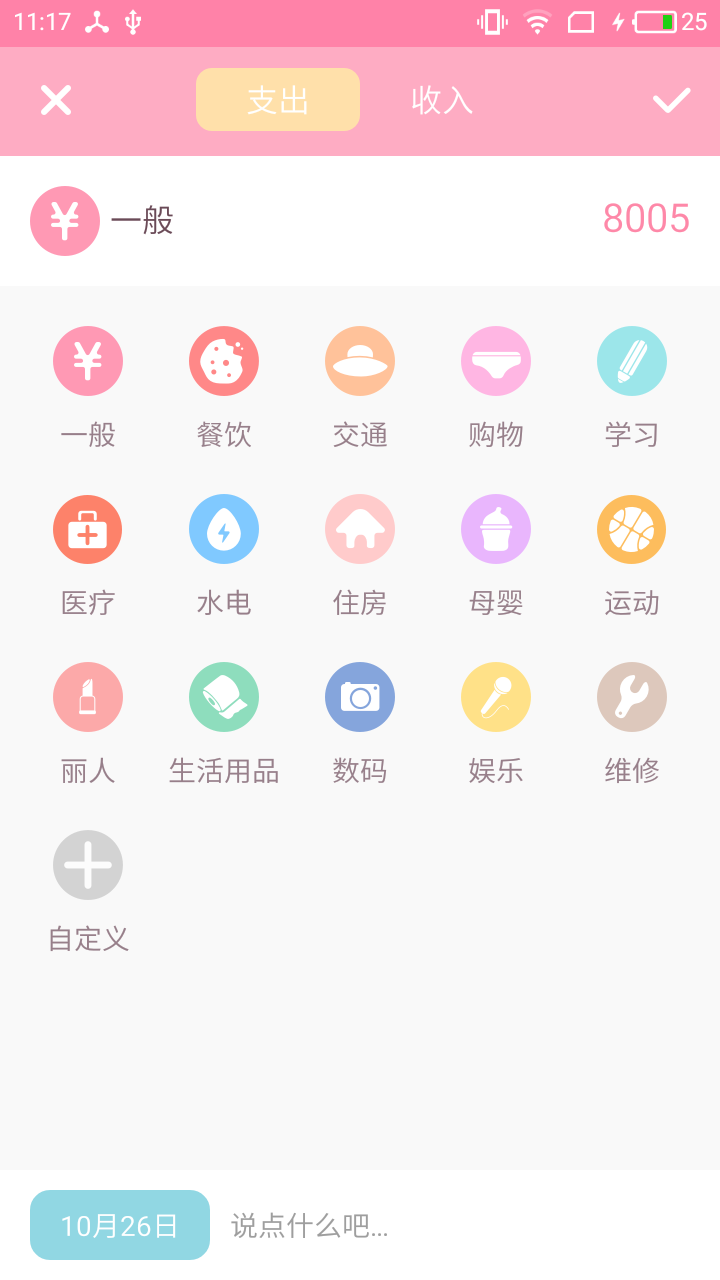 11:17 25
支出 收入
¥ 一般 8005
¥
一般 餐饮 交通 购物 学习
医疗 水电 住房 母婴 运动
丽人 生活用品 数码 娱乐 维修
自定义
10月26日 说点什么吧...